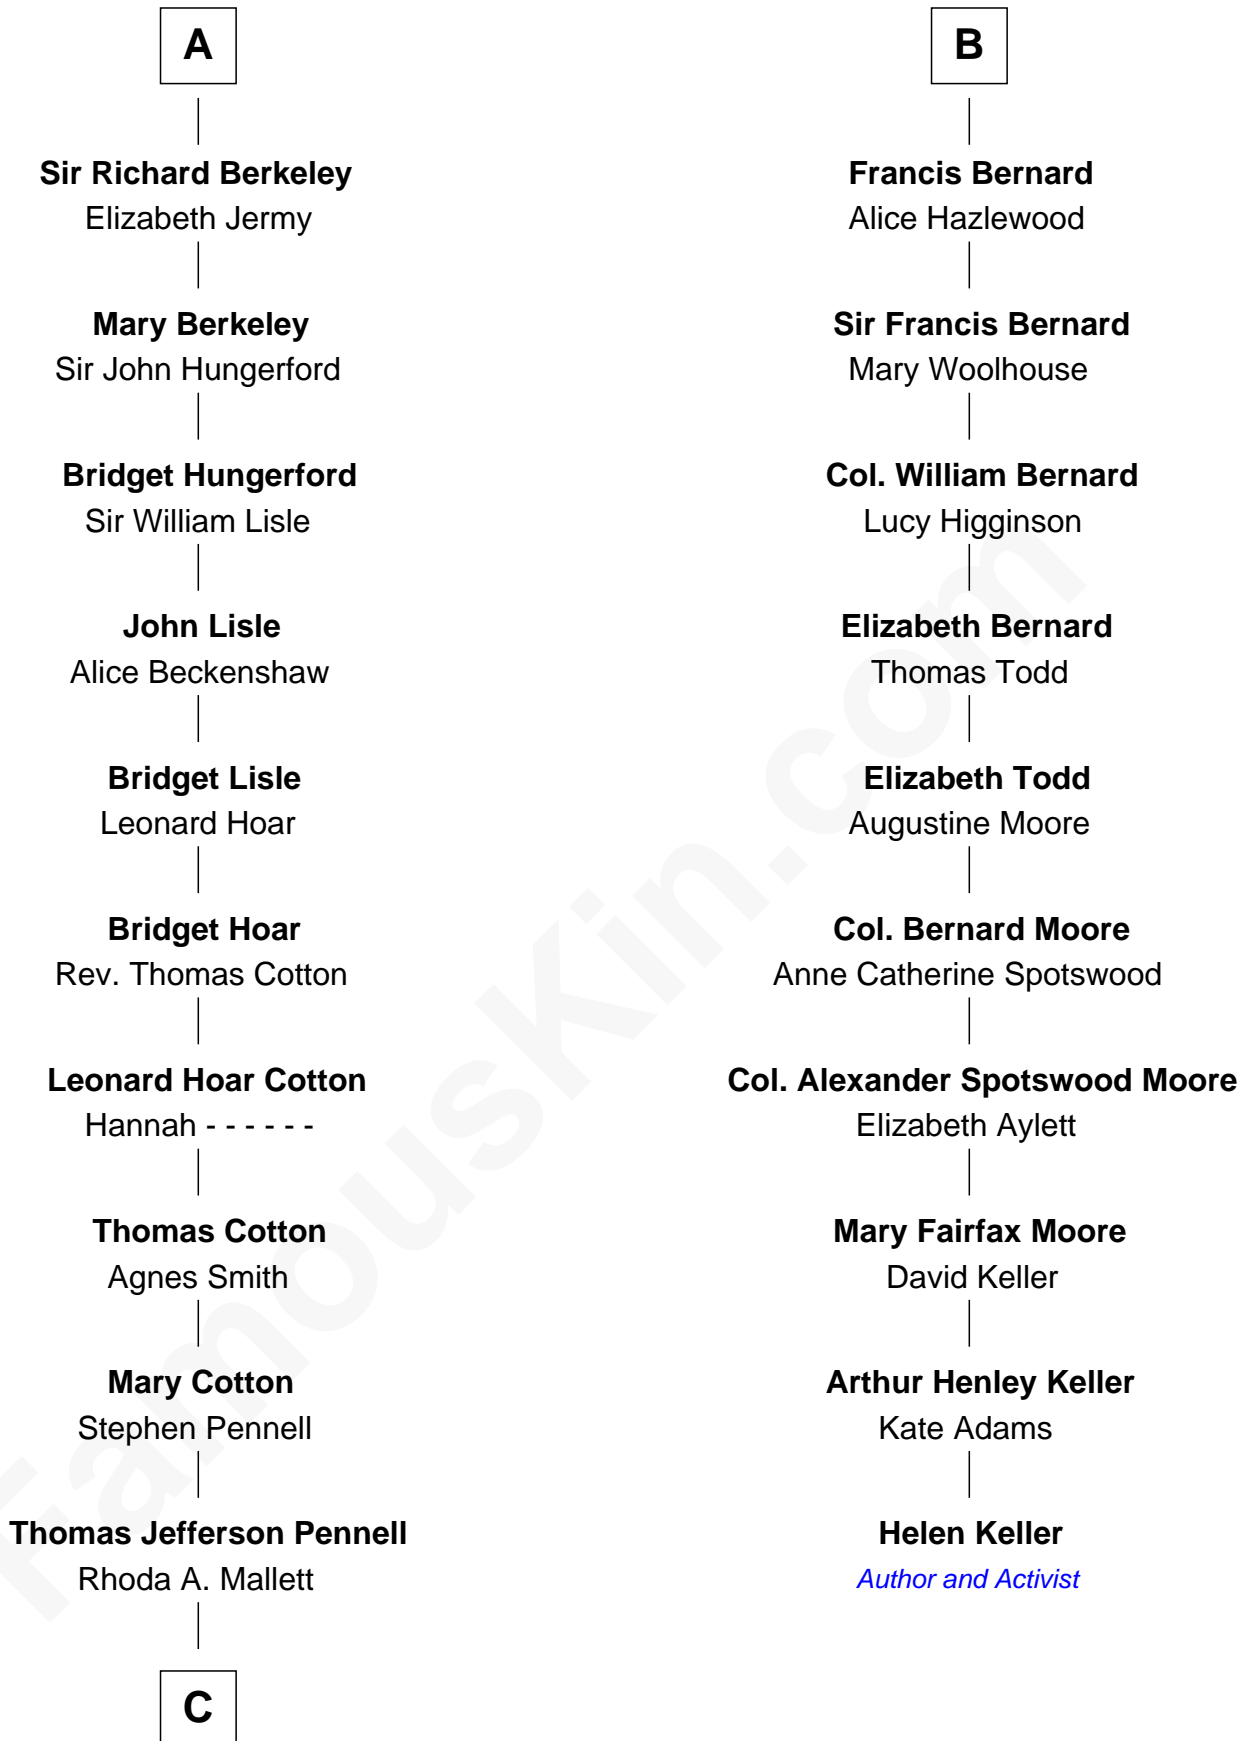 A
Sir Richard Berkeley
Elizabeth Jermy
Mary Berkeley
Sir John Hungerford
Bridget Hungerford
Sir William Lisle
John Lisle
Alice Beckenshaw
Bridget Lisle
Leonard Hoar
Bridget Hoar
Rev. Thomas Cotton
Leonard Hoar Cotton
Hannah - - - - - -
Thomas Cotton
Agnes Smith
Mary Cotton
Stephen Pennell
Thomas Jefferson Pennell
Rhoda A. Mallett
C
B
Francis Bernard
Alice Hazlewood
Sir Francis Bernard
Mary Woolhouse
Col. William Bernard
Lucy Higginson
Elizabeth Bernard
Thomas Todd
Elizabeth Todd
Augustine Moore
Col. Bernard Moore
Anne Catherine Spotswood
Col. Alexander Spotswood Moore
Elizabeth Aylett
Mary Fairfax Moore
David Keller
Arthur Henley Keller
Kate Adams
Helen Keller
Author and Activist
FamousKin.com